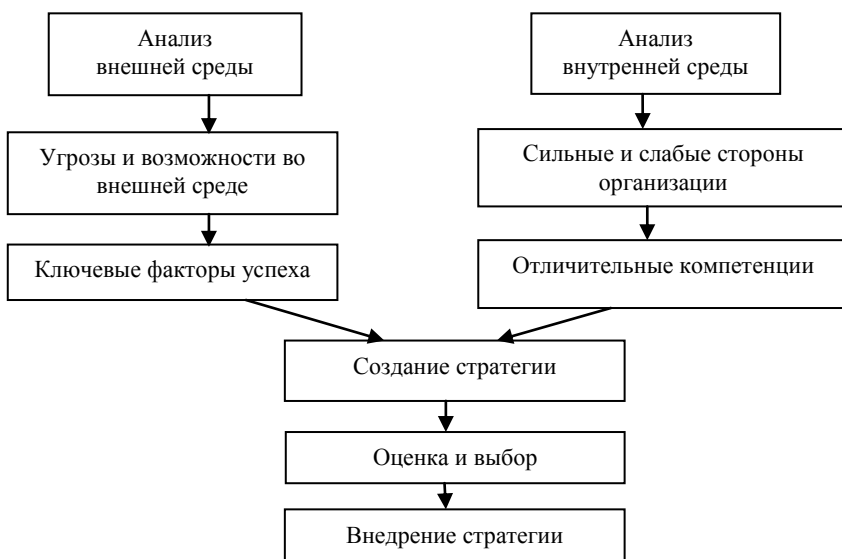 Анализ
внешней среды
Анализ
внутренней среды
Угрозы и возможности во
внешней среде
Сильные и слабые стороны
организации
Ключевые факторы успеха
Отличительные компетенции
Создание стратегии
Оценка и выбор
Внедрение стратегии